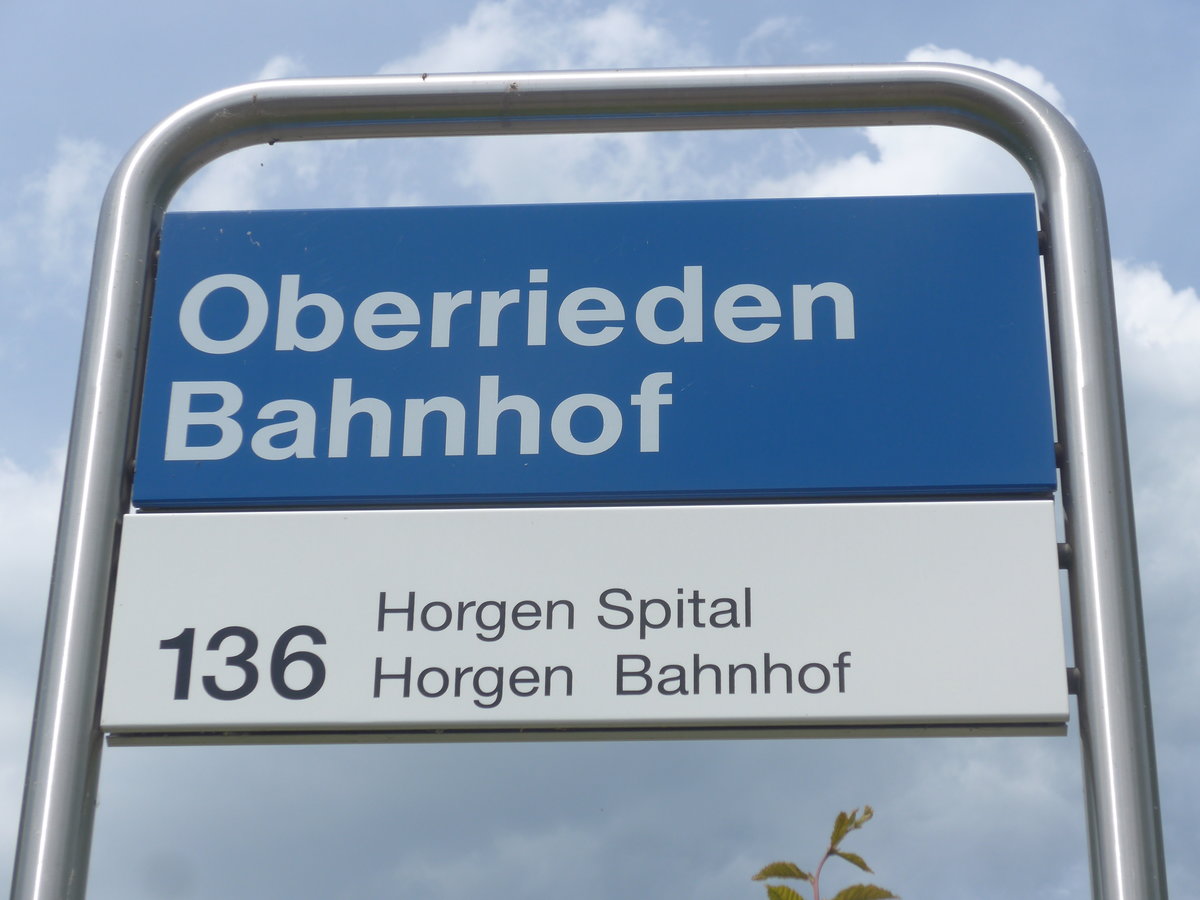 Oberrieden
Bahnhof
136
Horgen Spital
Horgen Bahnhof